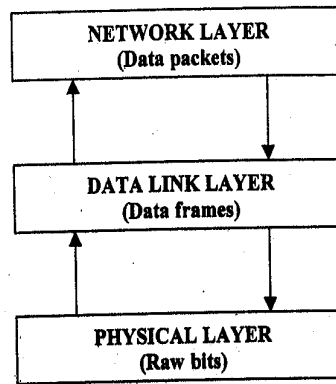 NETWORK LAYER
(Data packets)
DATA LINK LAYER
(Data frames)
PHYSICAL LAYER
(Raw bits)